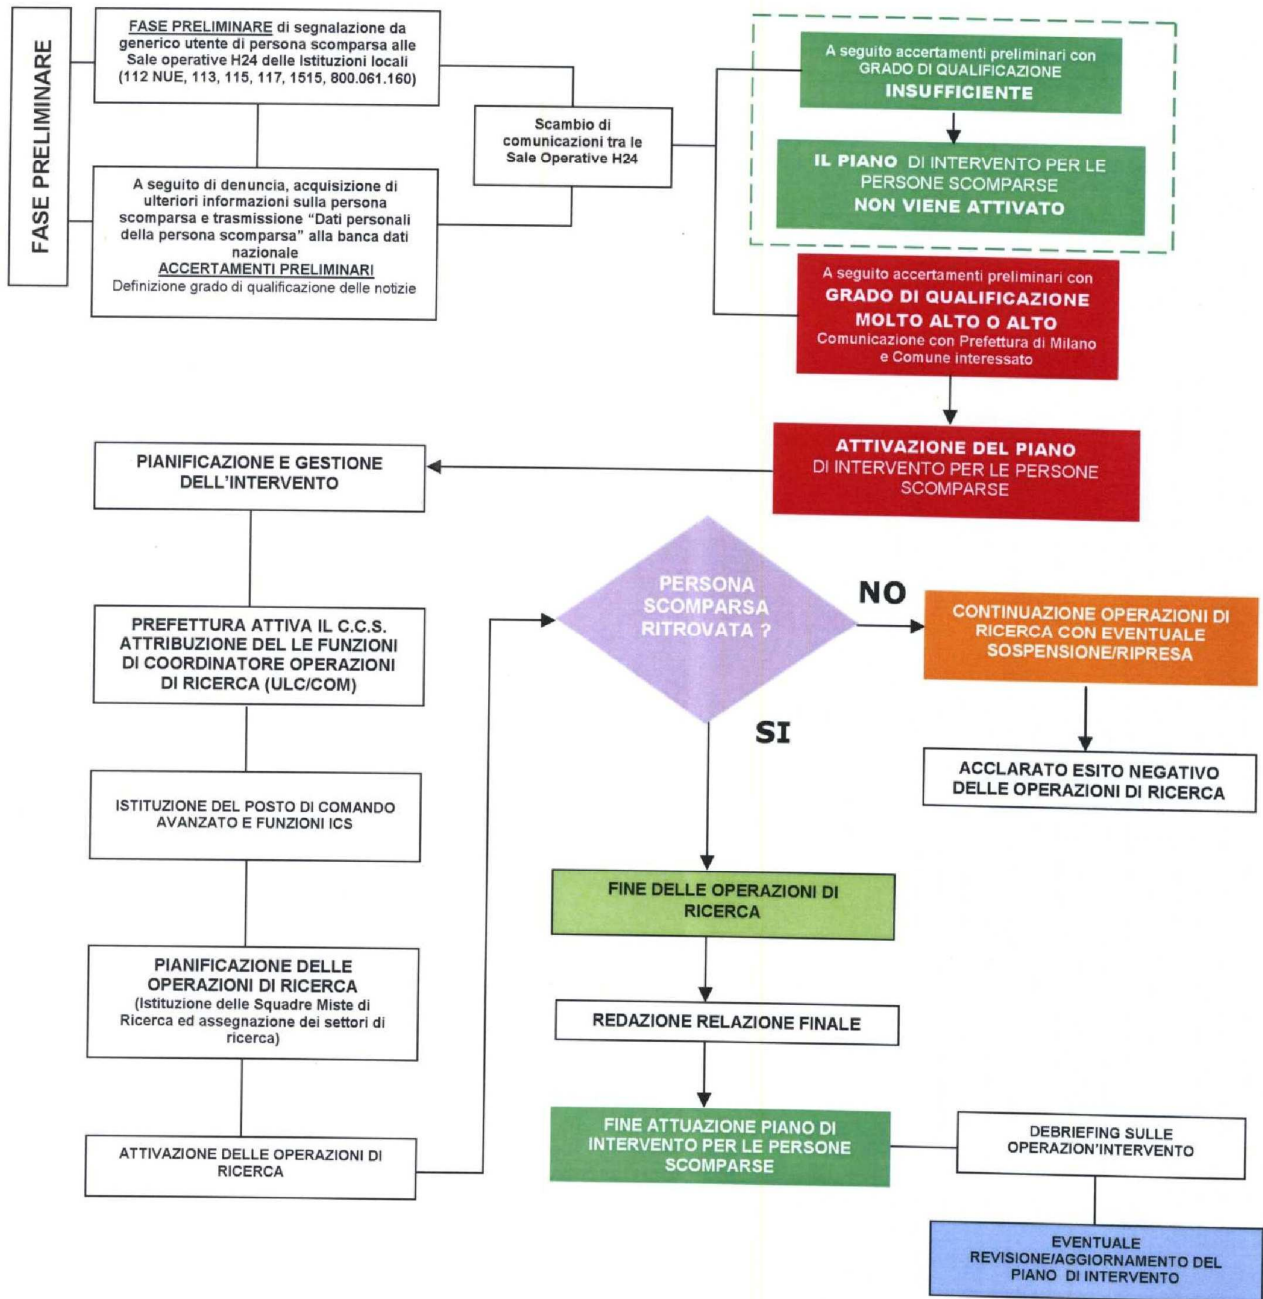 FASE PRELIMINARE
FASE PRELIMINARE di segnalazione da
generico utente di persona scomparsa alle
Sale operative H24 delle Istituzioni locali
(112 NUE, 113, 115, 117, 1515, 800.061.160)
A seguito di denuncia, acquisizione di
ulteriori informazioni sulla persona
scomparsa e trasmissione “Dati personali
della persona scomparsa” alla banca dati
nazionale
ACCERTAMENTI PRELIMINARI
Definizione grado di qualificazione delle notizie
Scambio di
comunicazioni tra le
Sale Operative H24
A seguito accertamenti preliminari con
GRADO DI QUALIFICAZIONE
INSUFFICIENTE
IL PIANO DI INTERVENTO PER LE
PERSONE SCOMPARSE
NON VIENE ATTIVATO
A seguito accertamenti preliminari con
GRADO DI QUALIFICAZIONE
MOLTO ALTO O ALTO
Comunicazione con Prefettura di Milano
e Comune interessato
ATTIVAZIONE DEL PIANO
DI INTERVENTO PER LE PERSONE
SCOMPARSE
PIANIFICAZIONE E GESTIONE
DELL’INTERVENTO
PREFETTURA ATTIVA IL C.C.S.
ATTRIBUZIONE DEL LE FUNZIONI
DI COORDINATORE OPERAZIONI
DI RICERCA (ULC/COM)
ISTITUZIONE DEL POSTO DI COMANDO
AVANZATO E FUNZIONI ICS
PIANIFICAZIONE DELLE
OPERAZIONI DI RICERCA
(Istituzione delle Squadre Miste di
Ricerca ed assegnazione dei settori di
ricerca)
ATTIVAZIONE DELLE OPERAZIONI DI
RICERCA
PERSONA
SCOMPARSA
RITROVATA ?
NO
CONTINUAZIONE OPERAZIONI DI
RICERCA CON EVENTUALE
SOSPENSIONE/RIPRESA
ACCLARATO ESITO NEGATIVO
DELLE OPERAZIONI DI RICERCA
SI
FINE DELLE OPERAZIONI DI
RICERCA
REDAZIONE RELAZIONE FINALE
FINE ATTUAZIONE PIANO DI
INTERVENTO PER LE PERSONE
SCOMPARSE
DEBRIEFING SULLE
OPERAZION’INTERVENTO
EVENTUALE
REVISIONE/AGGIORNAMENTO DEL
PIANO DI INTERVENTO